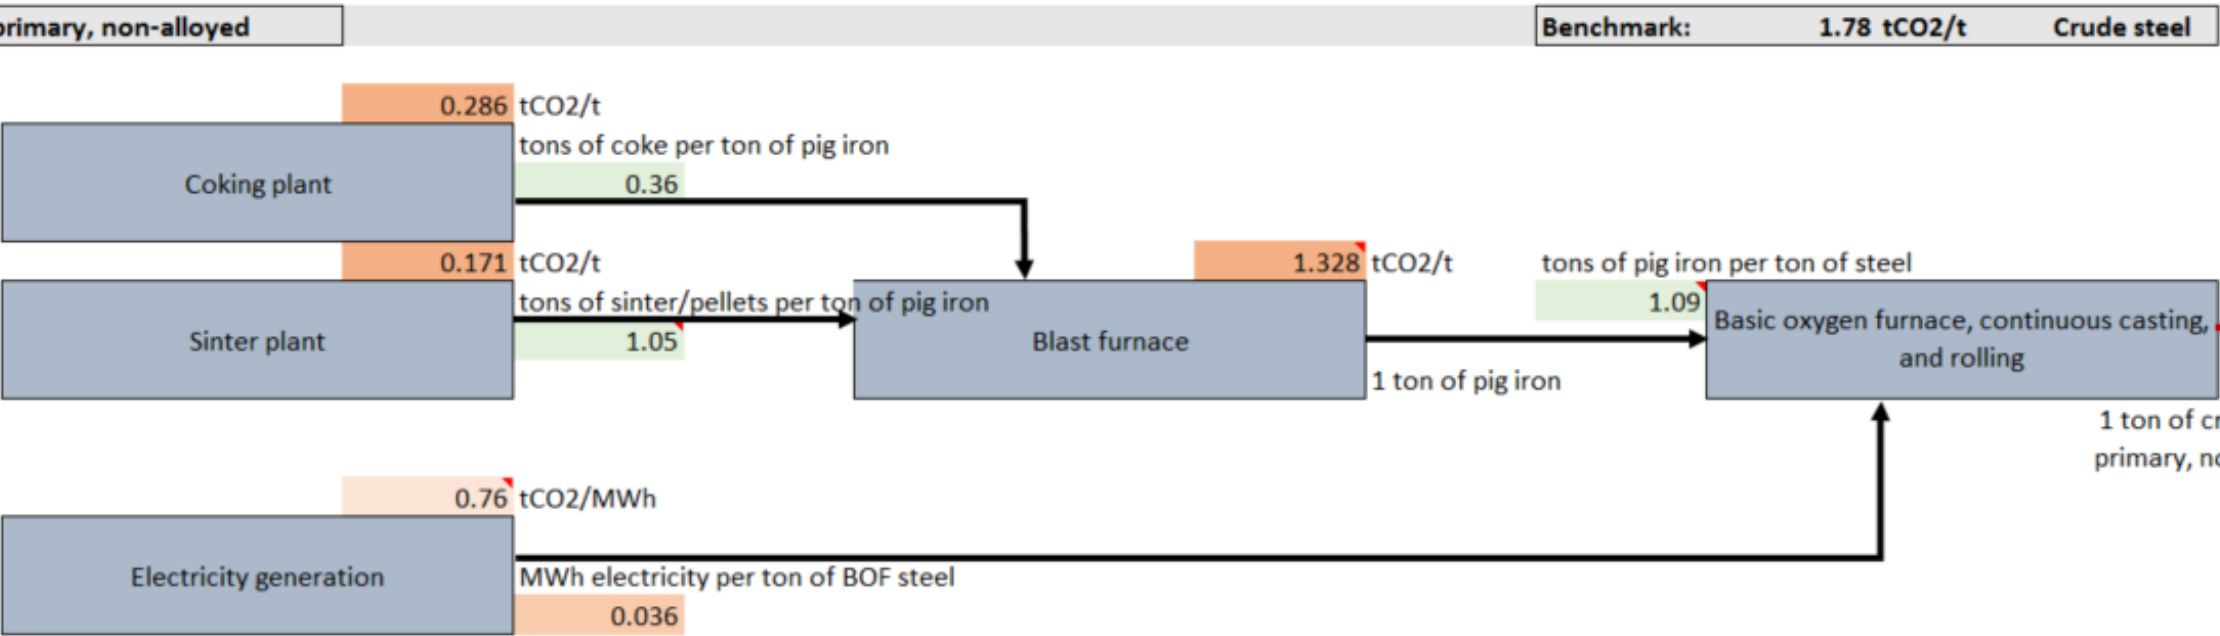 primary, non-alloyed
Benchmark: 1.78 tCO2/t Crude steel
0.286 tCO2/t
tons of coke per ton of pig iron
Coking plant
0.36
0.171 tCO2/t
1.328 tCO2/t
tons of pig iron per ton of steel
tons of sinter/pellets per ton of pig iron
1.09
Sinter plant
1.05
Blast furnace
Basic oxygen furnace, continuous casting,
and rolling
1 ton of pig iron
1 ton of
primary,
0.76 tCO2/MWh
Electricity generation
MWh electricity per ton of BOF steel
0.036